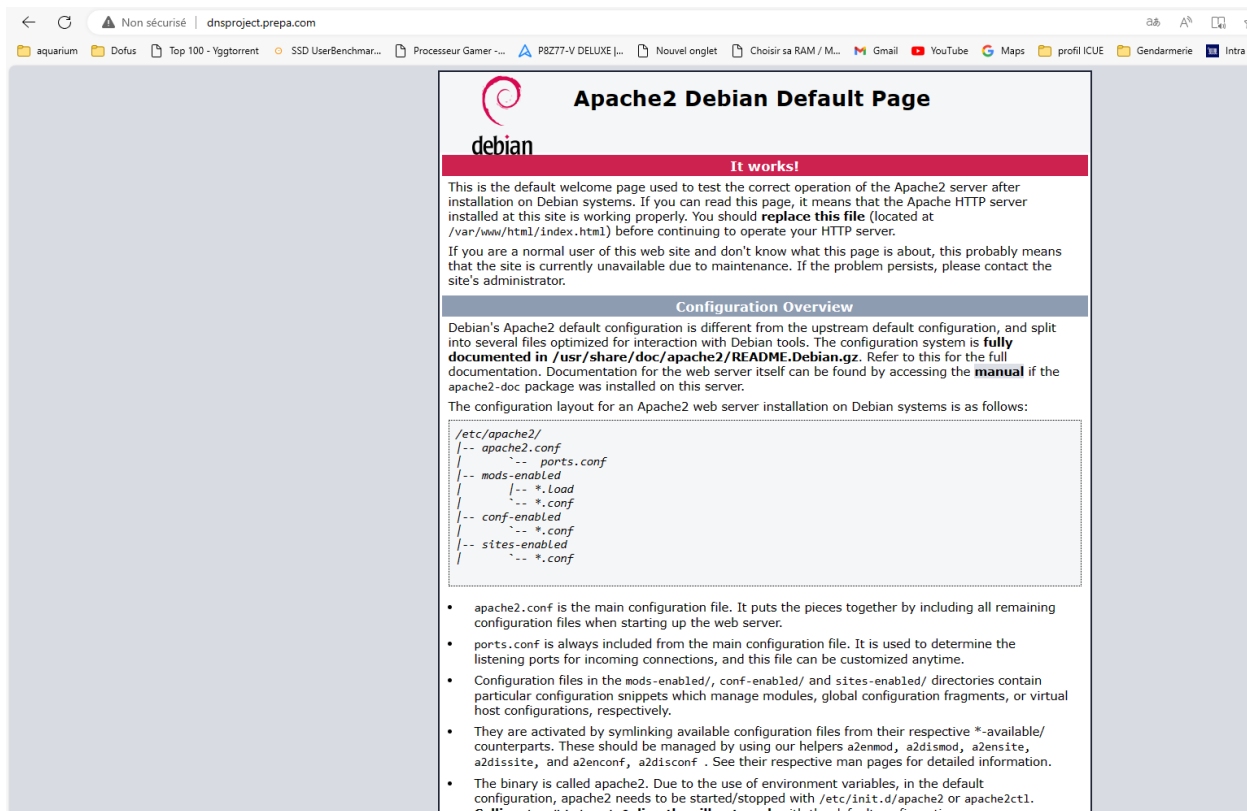 Non sécurisé | dnsproject.prepa.com
aquarium Dofus Top 100 - Yggtorrent SSD UserBenchmar... Processeur Gamer -... P8Z77-V DELUXE |... Nouvel onglet Choisir sa RAM / M... Gmail YouTube Maps profil ICUE Gendarmerie Intra
Apache2 Debian Default Page
debian
It works!
This is the default welcome page used to test the correct operation of the Apache2 server after
installation on Debian systems. If you can read this page, it means that the Apache HTTP server
installed at this site is working properly. You should replace this file (located at
/var/www/html/index.html) before continuing to operate your HTTP server.
If you are a normal user of this web site and don't know what this page is about, this probably means
that the site is currently unavailable due to maintenance. If the problem persists, please contact the
site's administrator.
Configuration Overview
Debian's Apache2 default configuration is different from the upstream default configuration, and split
into several files optimized for interaction with Debian tools. The configuration system is fully
documented in /usr/share/doc/apache2/README.Debian.gz. Refer to this for the full
documentation. Documentation for the web server itself can be found by accessing the manual if the
apache2-doc package was installed on this server.
The configuration layout for an Apache2 web server installation on Debian systems is as follows:
/etc/apache2/
|-- apache2.conf
|       `--  ports.conf
|-- mods-enabled
|       |-- *.load
|       `-- *.conf
|-- conf-enabled
|       `-- *.conf
|-- sites-enabled
|       `-- *.conf
• apache2.conf is the main configuration file. It puts the pieces together by including all remaining
configuration files when starting up the web server.
• ports.conf is always included from the main configuration file. It is used to determine the
listening ports for incoming connections, and this file can be customized anytime.
• Configuration files in the mods-enabled/, conf-enabled/ and sites-enabled/ directories contain
particular configuration snippets which manage modules, global configuration fragments, or virtual
host configurations, respectively.
• They are activated by symlinking available configuration files from their respective *-available/
counterparts. These should be managed by using our helpers a2enmod, a2dismod, a2ensite,
a2dissite, and a2enconf, a2disconf . See their respective man pages for detailed information.
• The binary is called apache2. Due to the use of environment variables, in the default
configuration, apache2 needs to be started/stopped with /etc/init.d/apache2 or apache2ctl.